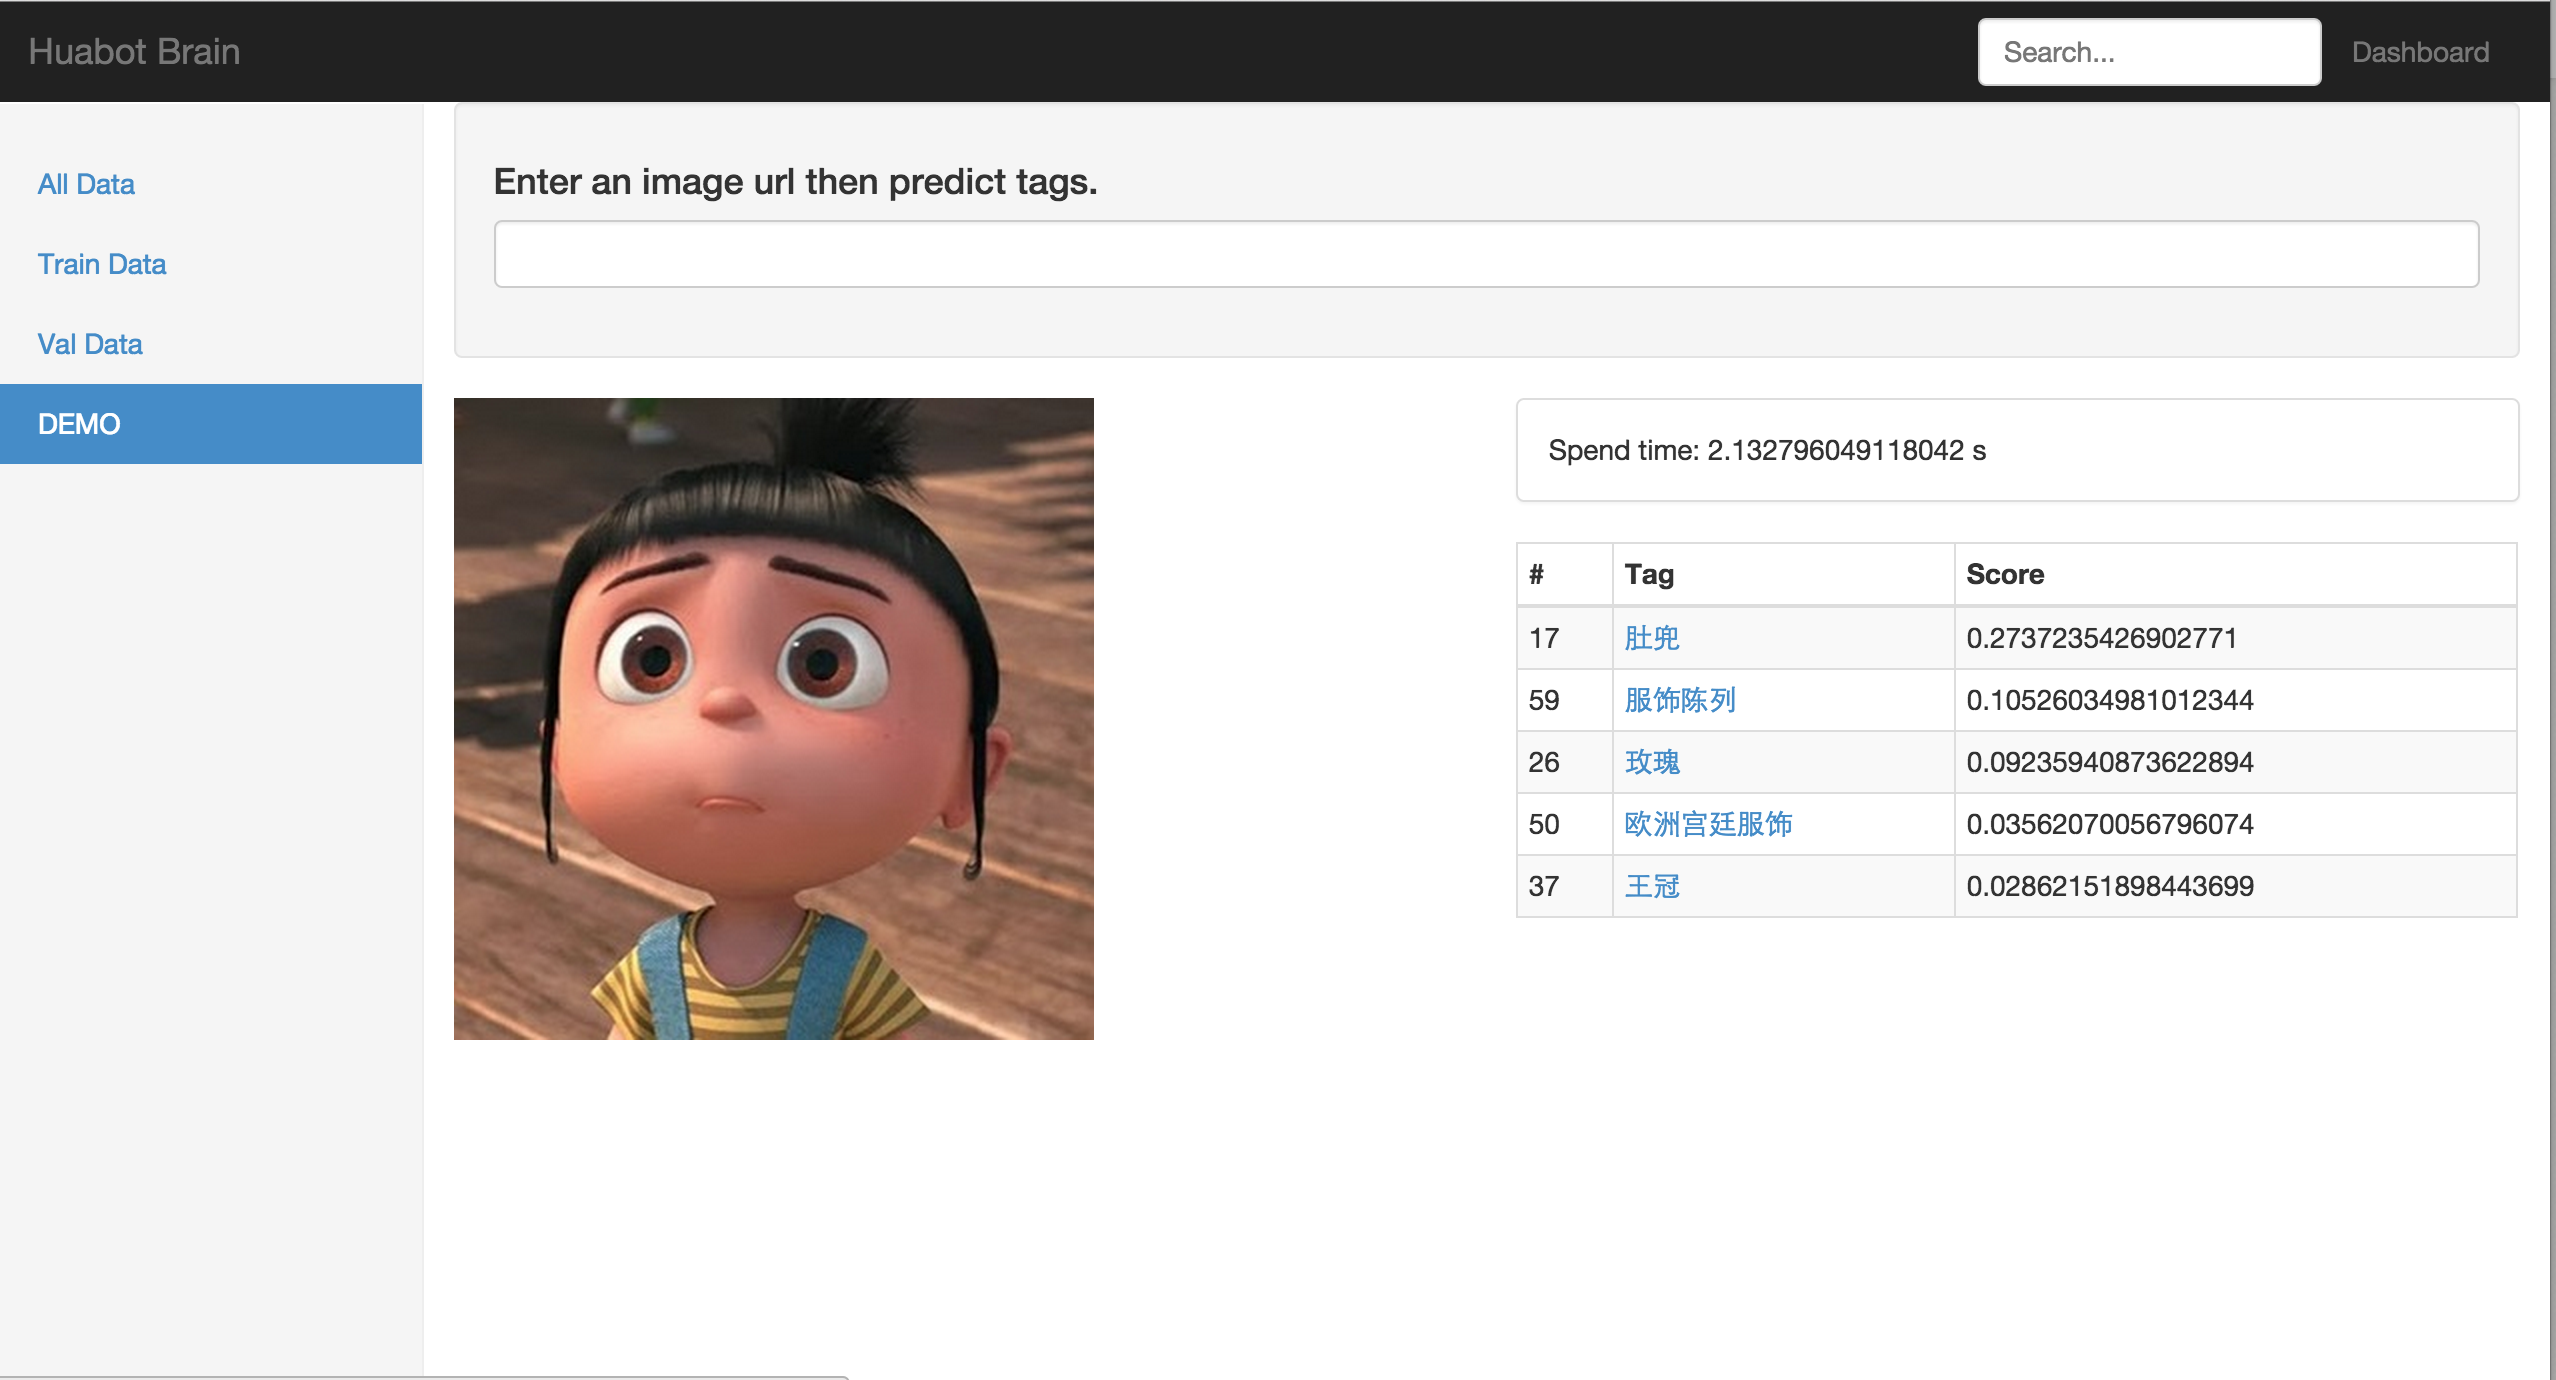 Huabot Brain
Search...
Dashboard
All Data
Train Data
Val Data
DEMO
Enter an image url then predict tags.
Spend time: 2.132796049118042 s
# Tag Score
17 肚兜 0.2737235426902771
59 服饰陈列 0.10526034981012344
26 玫瑰 0.09235940873622894
50 欧洲宫廷服饰 0.03562070056796074
37 王冠 0.02862151898443699